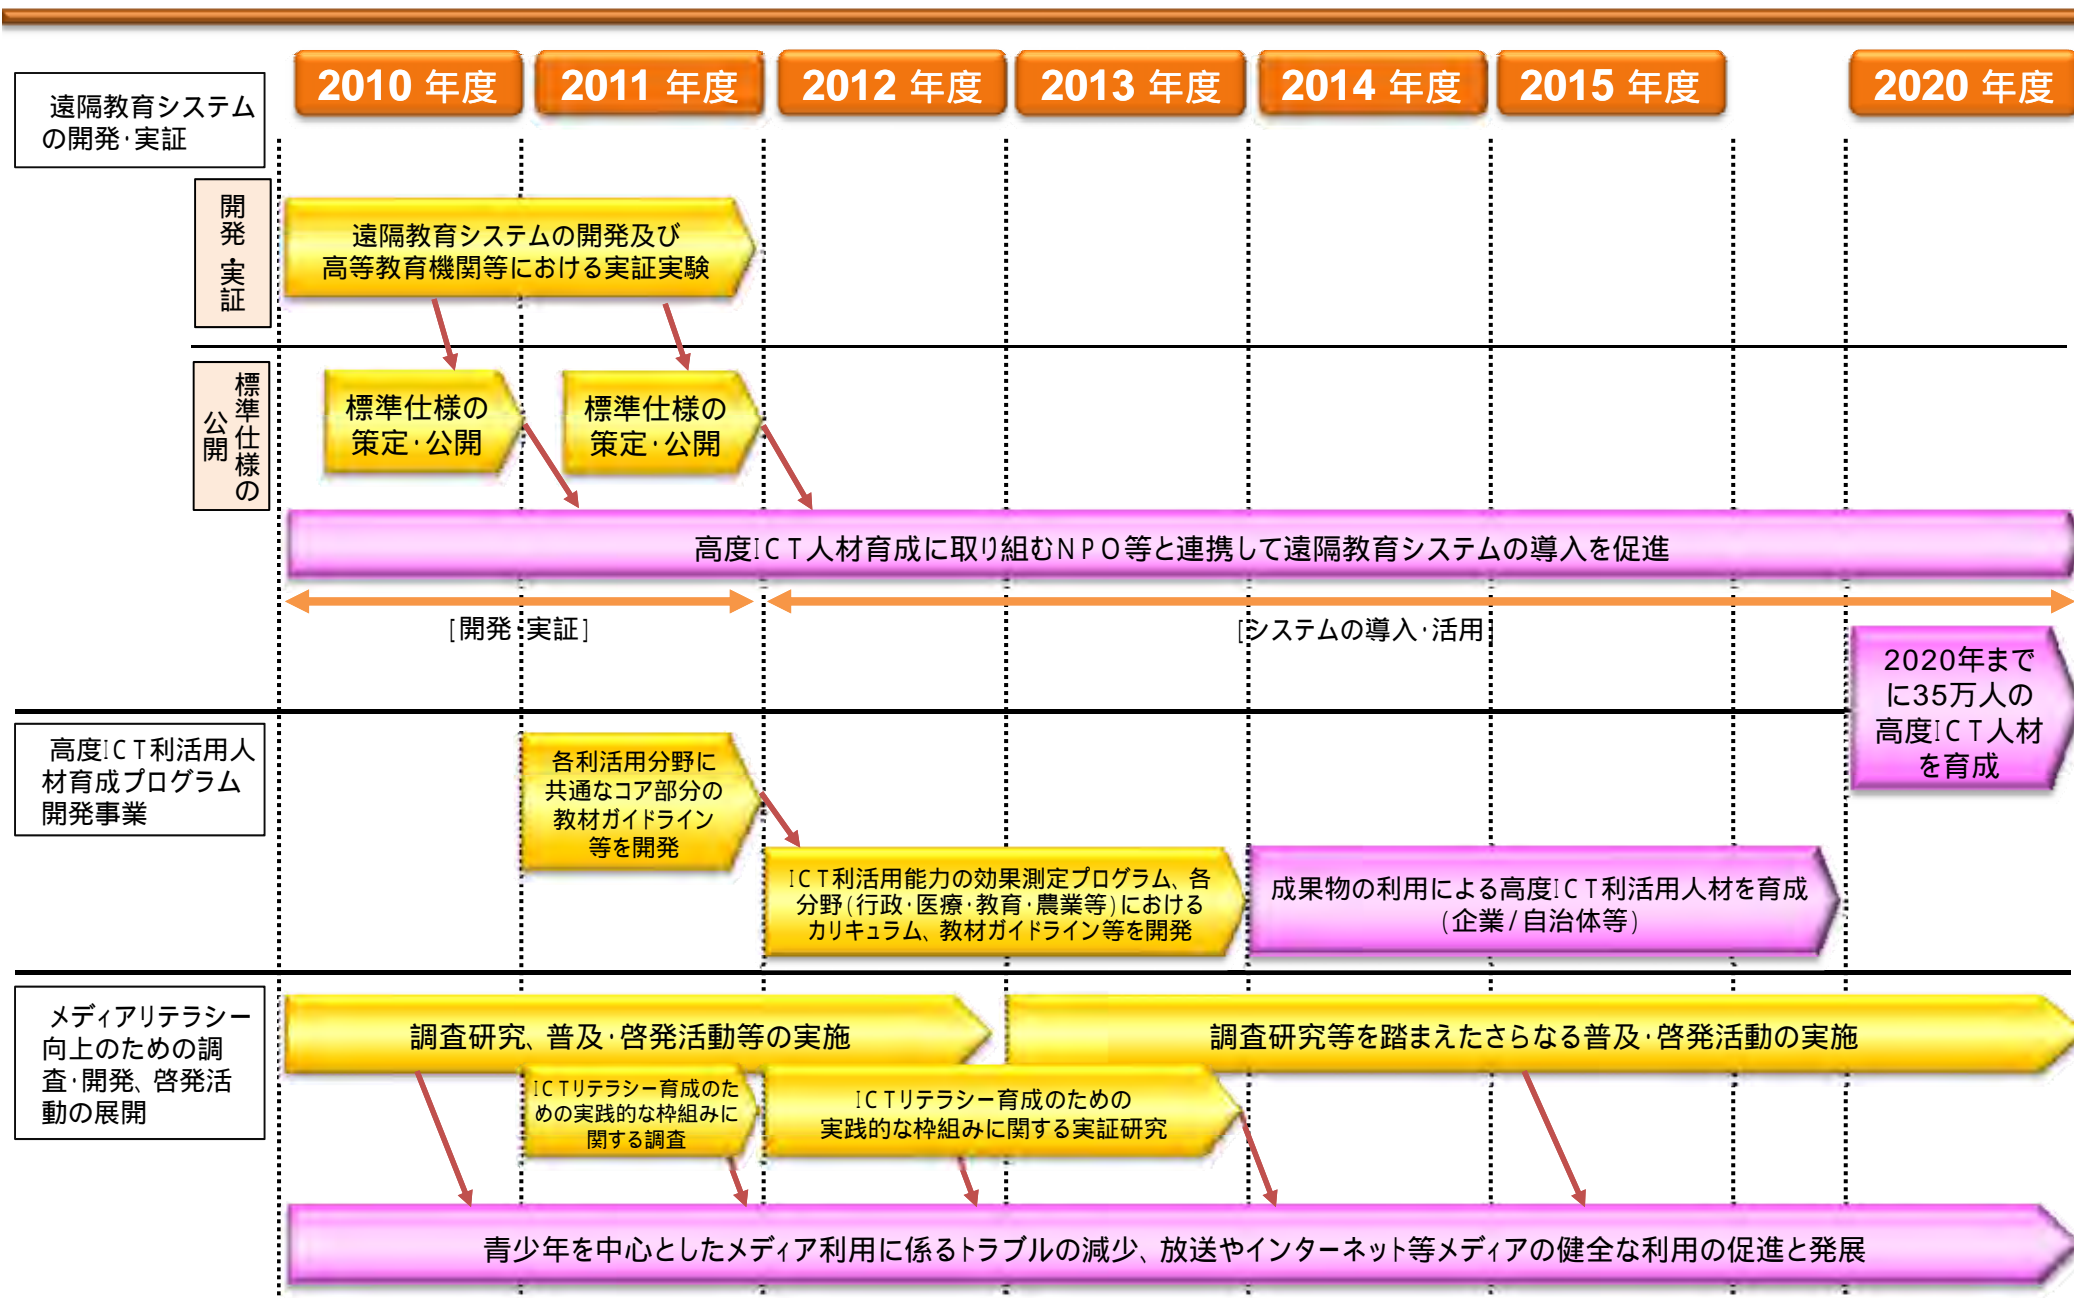 2010 年度
2011 年度
2012 年度
2013 年度
2014 年度
2015 年度
2020 年度
遠隔教育システム
の開発・実証
開発・実証
遠隔教育システムの開発及び
高等教育機関等における実証実験
標準仕様の
公開
標準仕様の
策定・公開
標準仕様の
策定・公開
高度ICT人材育成に取り組むNPO等と連携して遠隔教育システムの導入を促進
[開発・実証]
[システムの導入・活用]
2020年まで
に35万人の
高度ICT人材
を育成
高度ICT利活用人
材育成プログラム
開発事業
各利活用分野に
共通なコア部分の
教材ガイドライン
等を開発
ICT利活用能力の効果測定プログラム、各
分野(行政・医療・教育・農業等)における
カリキュラム、教材ガイドライン等を開発
成果物の利用による高度ICT利活用人材を育成
(企業/自治体等)
メディアリテラシー
向上のための調
査・開発、啓発活
動の展開
調査研究、普及・啓発活動等の実施
調査研究等を踏まえたさらなる普及・啓発活動の実施
ICTリテラシー育成のた
めの実践的な枠組みに
関する調査
ICTリテラシー育成のための
実践的な枠組みに関する実証研究
青少年を中心としたメディア利用に係るトラブルの減少、放送やインターネット等メディアの健全な利用の促進と発展